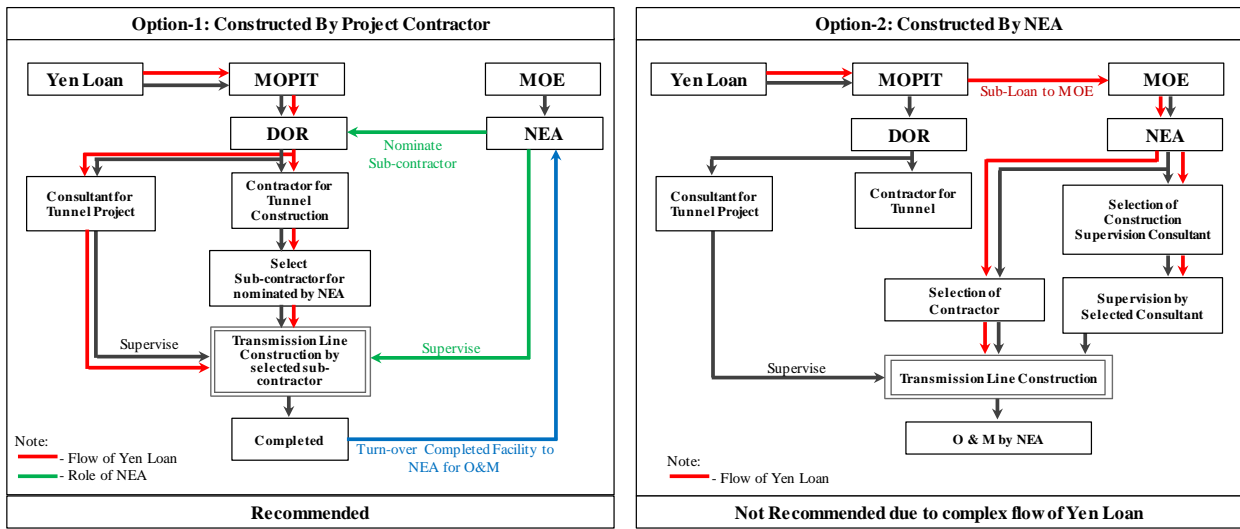 Option-1: Constructed By Project Contractor
Yen Loan
MOPIT
MOE
DOR
NEA
Nominate
Sub-contractor
Consultant for
Tunnel Project
Contractor for
Tunnel
Construction
Select
Sub-contractor for
nominated by NEA
Supervise
Transmission Line
Construction by
selected sub-
contractor
Supervise
Completed
Turn-over Completed Facility to
NEA for O&M
Note:
- Flow of Yen Loan
- Role of NEA
Recommended
Option-2: Constructed By NEA
Yen Loan
MOPIT
Sub-Loan to MOE
MOE
DOR
NEA
Consultant for
Tunnel Project
Contractor for
Tunnel
Selection of
Construction
Supervision Consultant
Selection of
Contractor
Supervision by
Selected Consultant
Supervise
Transmission Line Construction
O & M by NEA
Note:
- Flow of Yen Loan
Not Recommended due to complex flow of Yen Loan